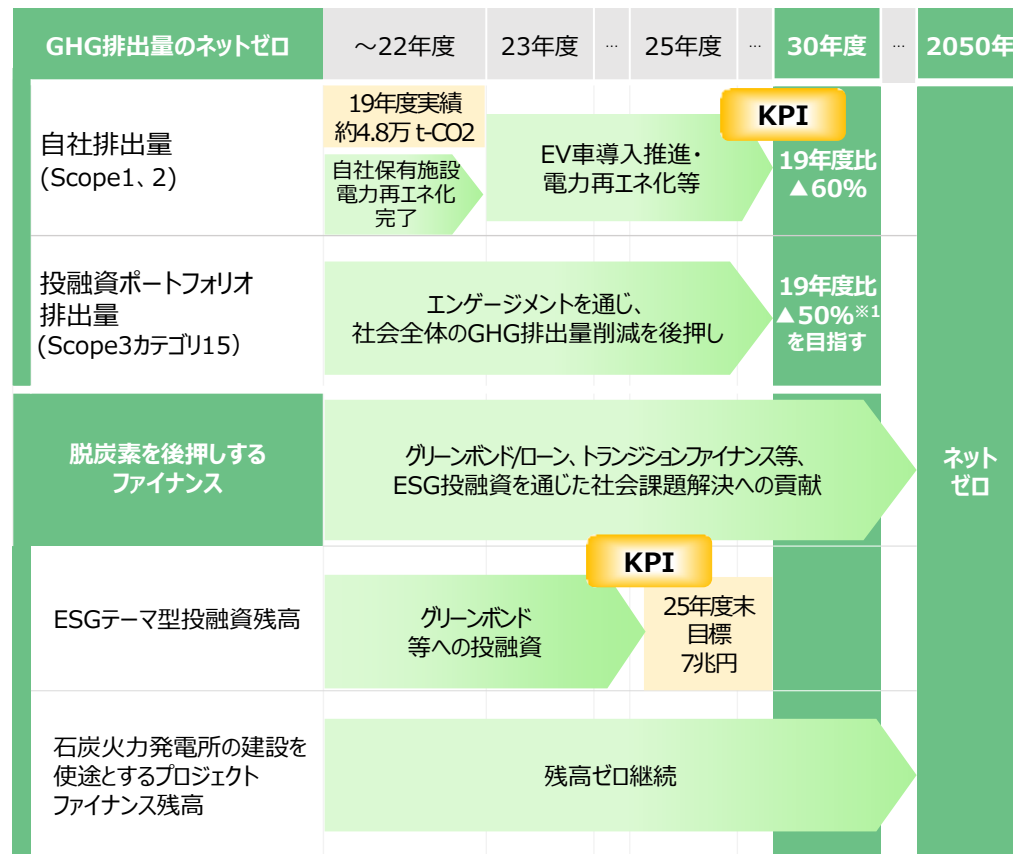 GHG排出量のネットゼロ
～22年度
23年度
…
25年度
…
30年度
…
2050年
自社排出量
(Scope1、2)
19年度実績
約4.8万 t-CO2
自社保有施設
電力再エネ化
完了
EV車導入推進・
電力再エネ化等
KPI
19年度比
▲60%
投融資ポートフォリオ
排出量
(Scope3カテゴリ15)
エンゲージメントを通じ、
社会全体のGHG排出量削減を後押し
19年度比
▲50%※1
を目指す
脱炭素を後押しする
ファイナンス
グリーンボンド/ローン、トランジションファイナンス等、
ESG投融資を通じた社会課題解決への貢献
ネット
ゼロ
ESGテーマ型投融資残高
グリーンボンド
等への投融資
KPI
25年度末
目標
7兆円
石炭火力発電所の建設を
使途とするプロジェクト
ファイナンス残高
残高ゼロ継続